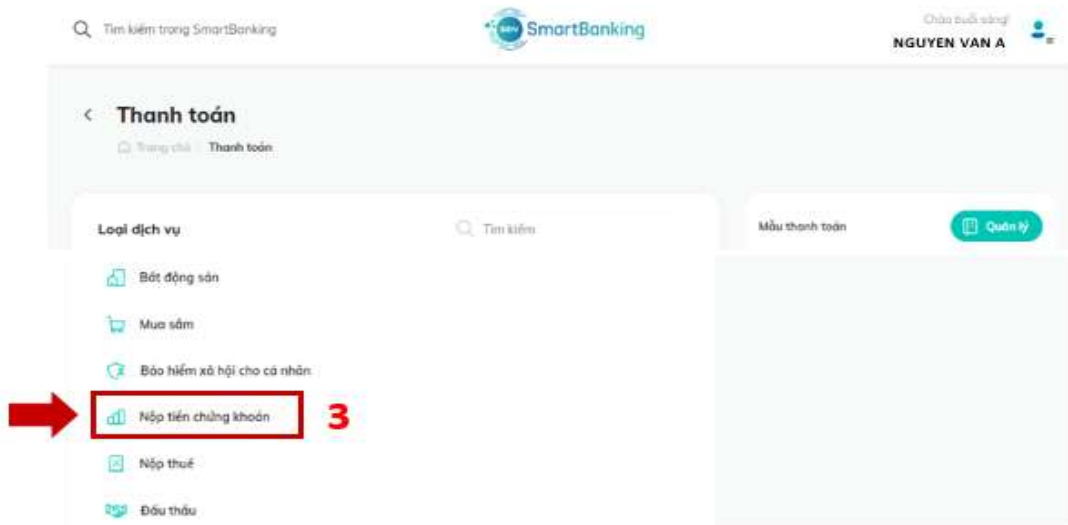 Tìm kiếm trong SmartBanking
BIDV SmartBanking
Chào buổi sáng!
NGUYEN VAN A
Thanh toán
Trang chủ Thanh toán
Loại dịch vụ
Tìm kiếm
Mẫu thanh toán
Quản lý
Bất động sản
Mua sắm
Bảo hiểm xã hội cho cá nhân
Nộp tiền chứng khoán
3
Nộp thuế
Đấu thầu